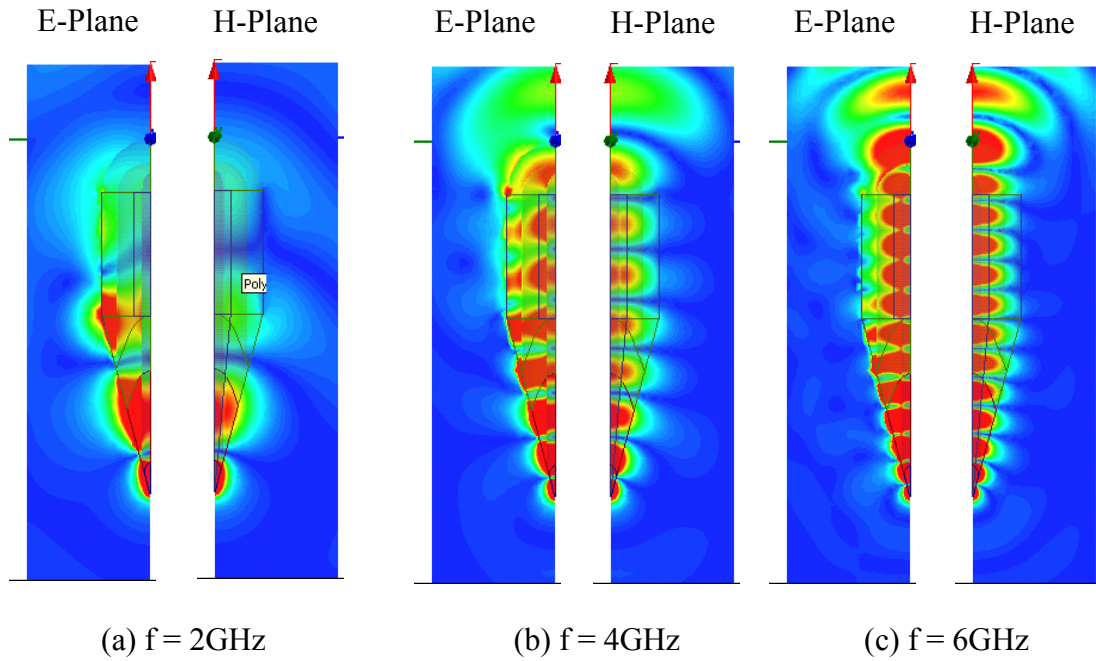 E-Plane H-Plane E-Plane H-Plane E-Plane H-Plane
Poly
(a) f = 2GHz (b) f = 4GHz (c) f = 6GHz